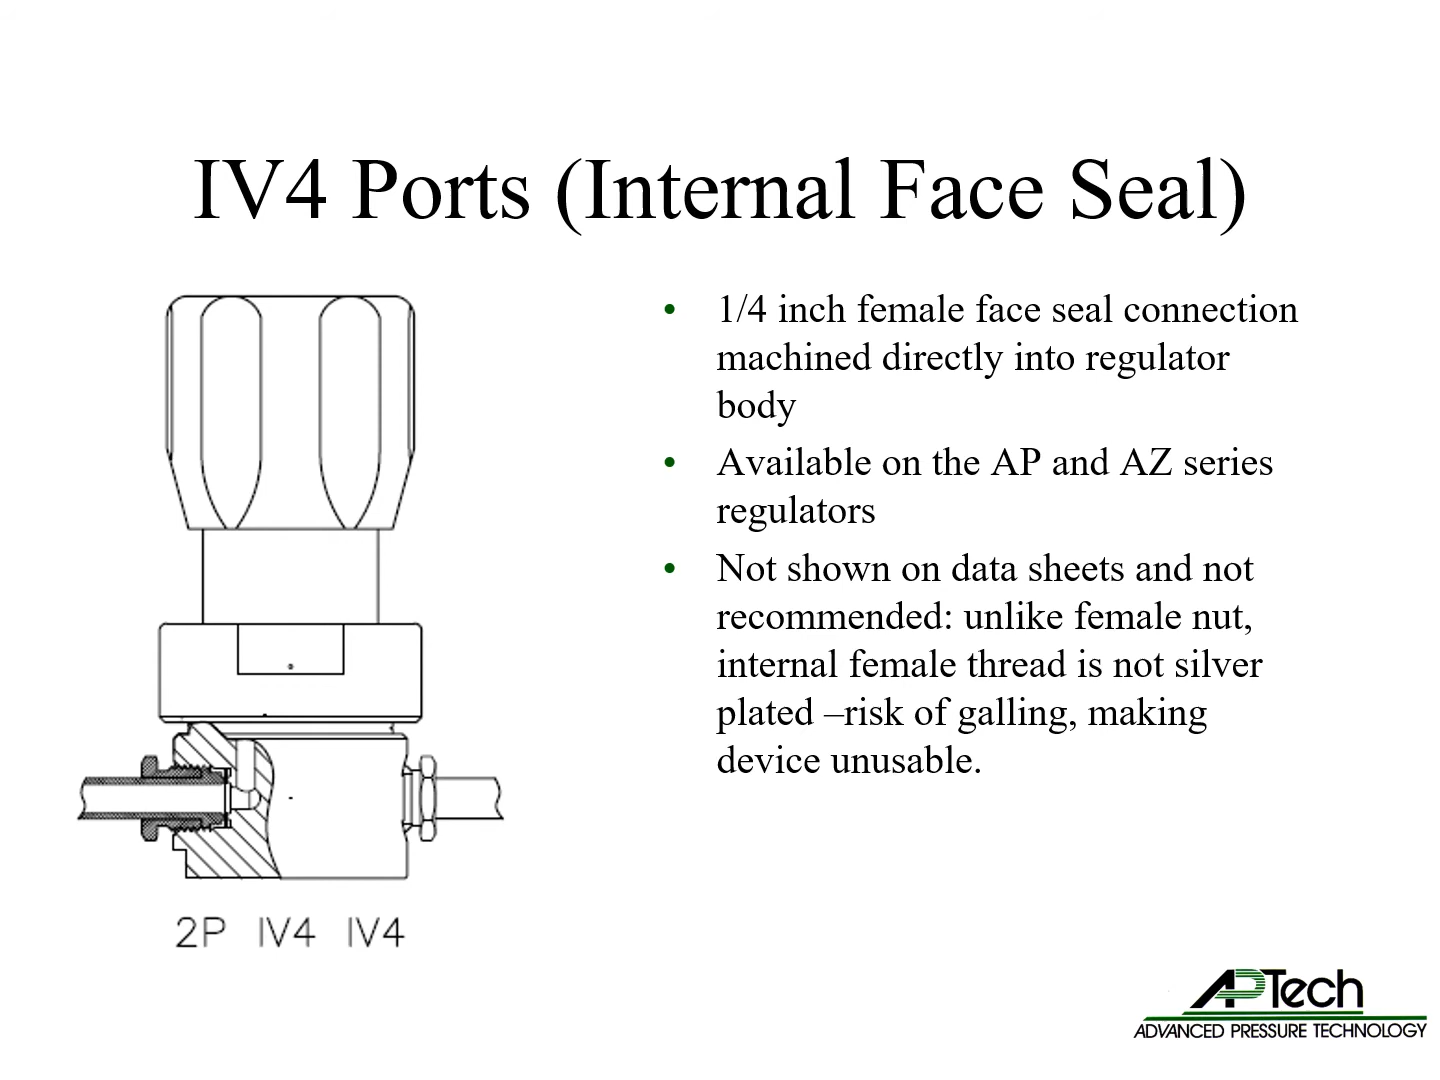 IV4 Ports (Internal Face Seal)
• 1/4 inch female face seal connection
machined directly into regulator
body
• Available on the AP and AZ series
regulators
• Not shown on data sheets and not
recommended: unlike female nut,
internal female thread is not silver
plated –risk of galling, making
device unusable.
2P IV4 IV4
APTech
ADVANCED PRESSURE TECHNOLOGY